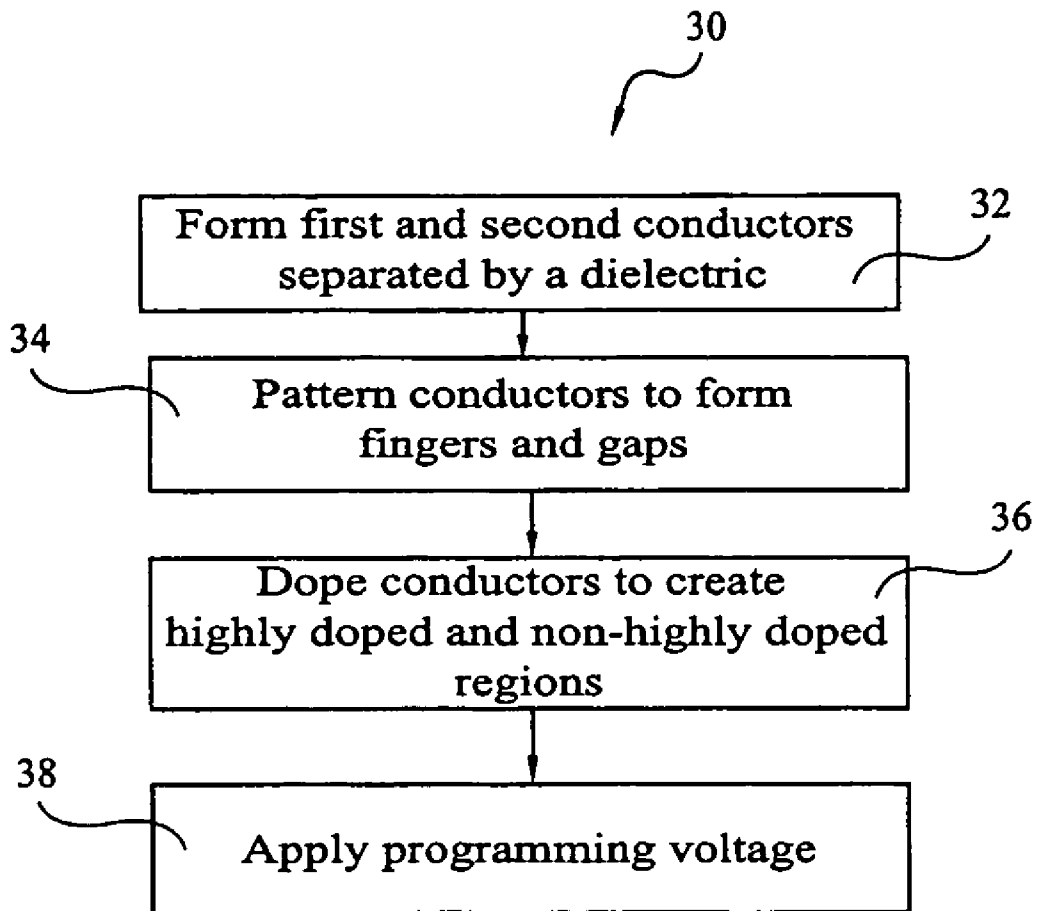 30
Form first and second conductors
separated by a dielectric
32
34
Pattern conductors to form
fingers and gaps
36
Dope conductors to create
highly doped and non-highly doped
regions
38
Apply programming voltage